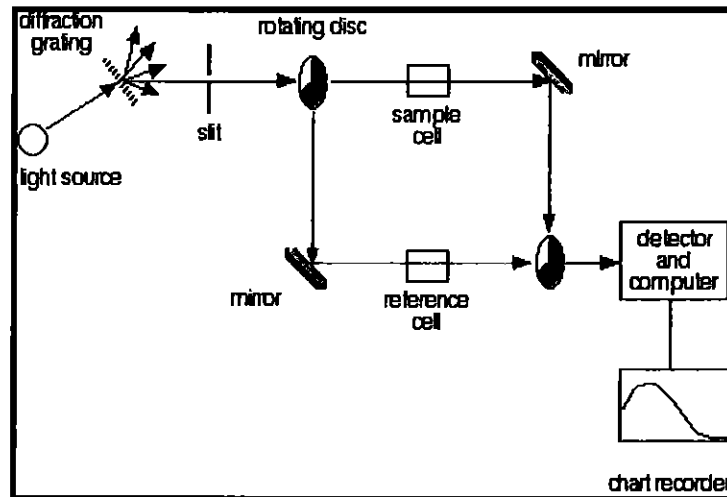 diffraction
grating
rotating disc
mirror
slit
sample
cell
light source
detector
and
computer
mirror
reference
cell
chart recorder